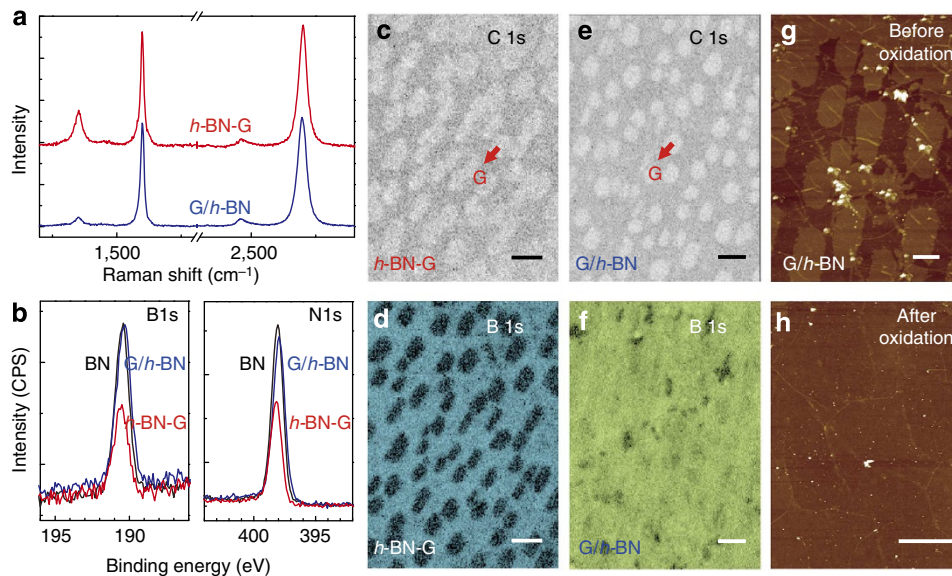 a
Intensity
h-BN-G
G/h-BN
1,500
2,500
Raman shift (cm⁻¹)
b
B1s
BN
G/h-BN
h-BN-G
N1s
BN
G/h-BN
h-BN-G
Intensity (CPS)
195
190
400
395
Binding energy (eV)
c
C 1s
G
h-BN-G
d
B 1s
h-BN-G
e
C 1s
G
G/h-BN
f
B 1s
G/h-BN
g
Before
oxidation
G/h-BN
h
After
oxidation